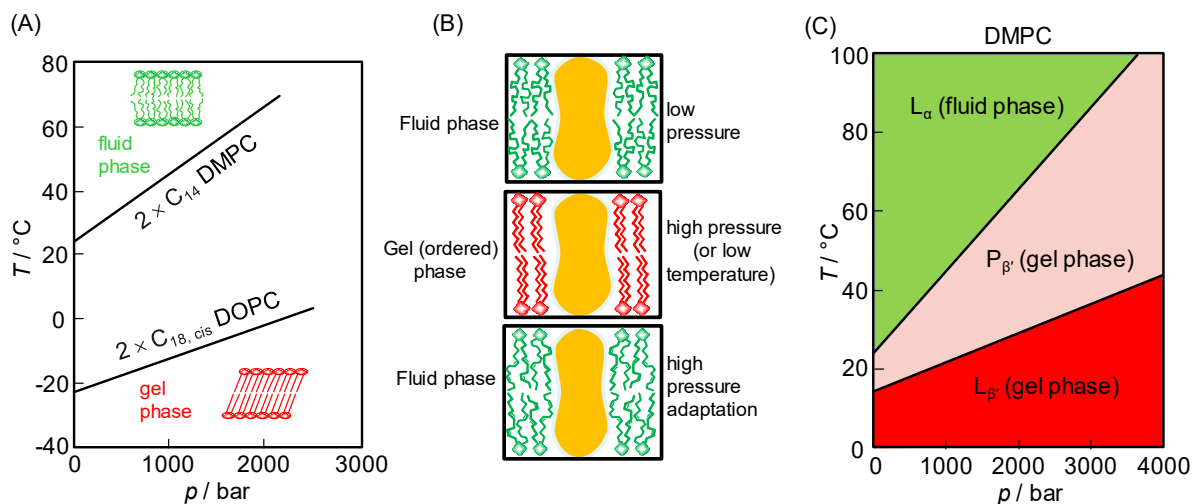 (A)
80
60
40
20
0
-20
-40
T / °C
fluid
phase
2 × C14 DMPC
2 × C18, cis DOPC
gel
phase
0
1000
2000
3000
p / bar
(B)
Fluid phase
low
pressure
Gel (ordered)
phase
high pressure
(or low
temperature)
Fluid phase
high
pressure
adaptation
(C)
DMPC
100
80
60
40
20
0
T / °C
Lα (fluid phase)
Pβ′ (gel phase)
Lβ′ (gel phase)
0
1000
2000
3000
4000
p / bar